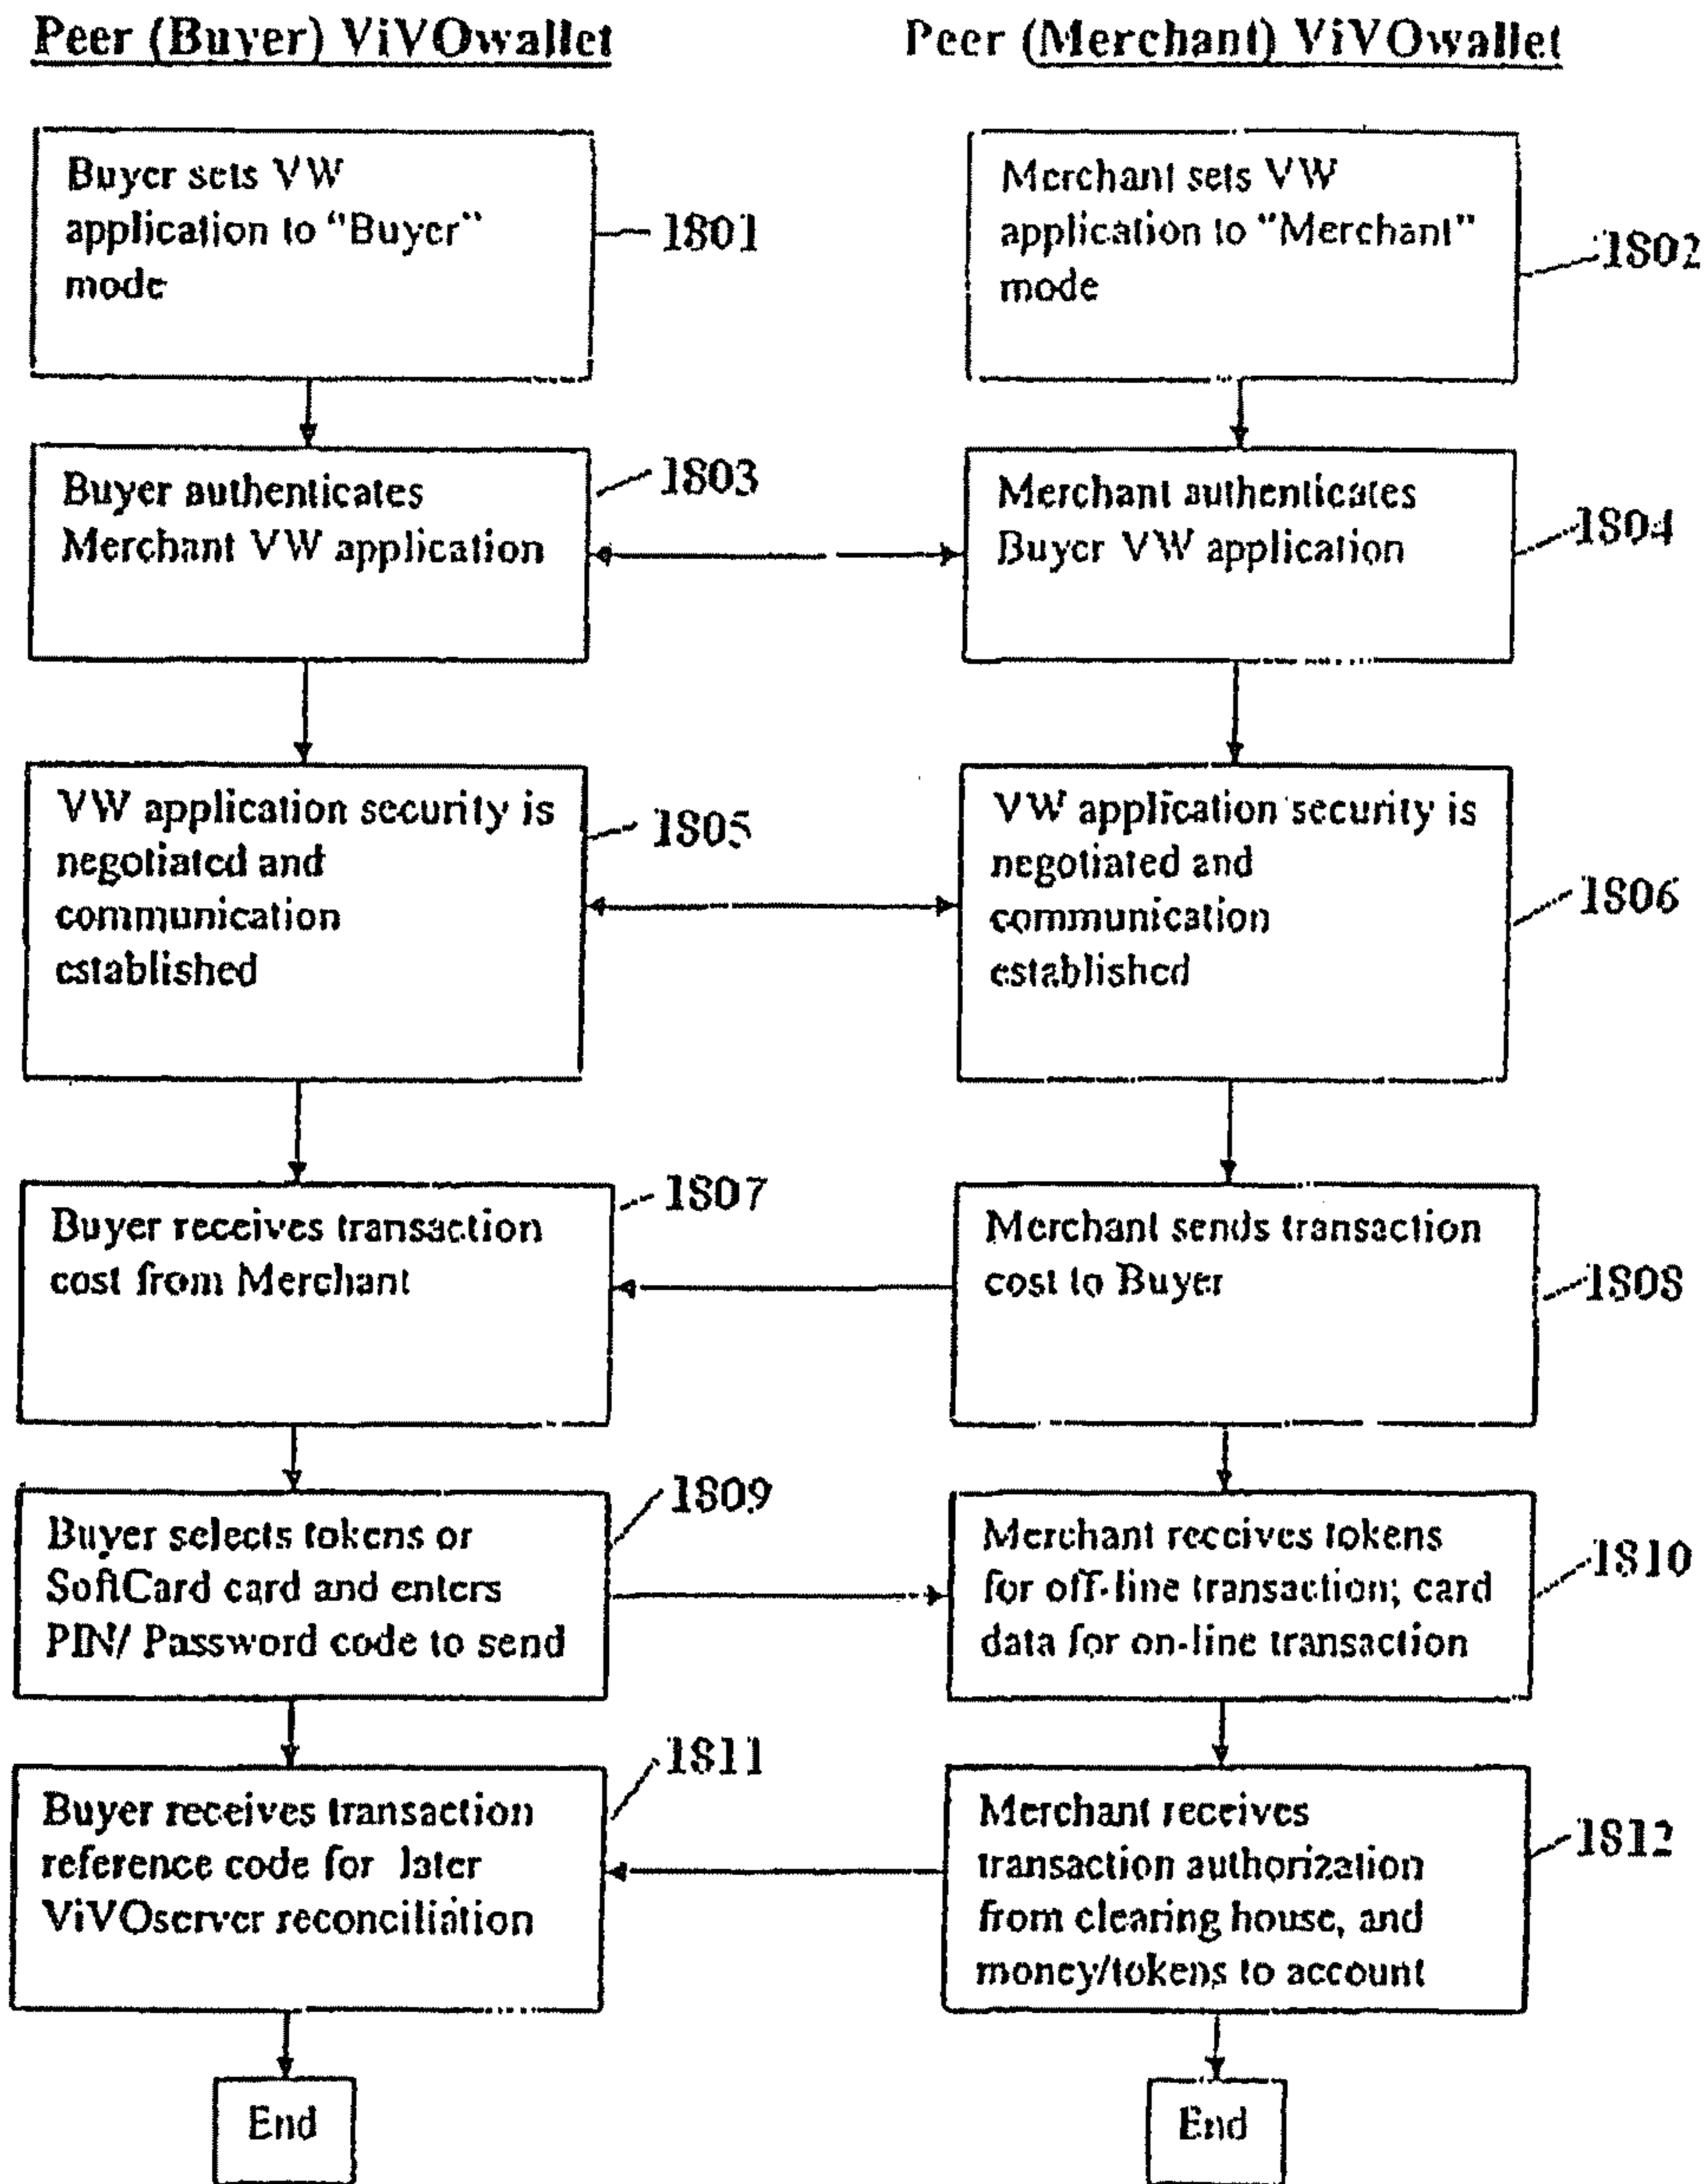 Peer (Buyer) ViVOwallet
Peer (Merchant) ViVOwallet
Buyer sets VW
application to "Buyer"
mode
1801
Merchant sets VW
application to "Merchant"
mode
1802
Buyer authenticates
Merchant VW application
1803
Merchant authenticates
Buyer VW application
1804
VW application security is
negotiated and
communication
established
1805
VW application security is
negotiated and
communication
established
1806
Buyer receives transaction
cost from Merchant
1807
Merchant sends transaction
cost to Buyer
1808
Buyer selects tokens or
SoftCard card and enters
PIN/ Password code to send
1809
Merchant receives tokens
for off-line transaction; card
data for on-line transaction
1810
Buyer receives transaction
reference code for later
ViVOserver reconciliation
1811
Merchant receives
transaction authorization
from clearing house, and
money/tokens to account
1812
End
End